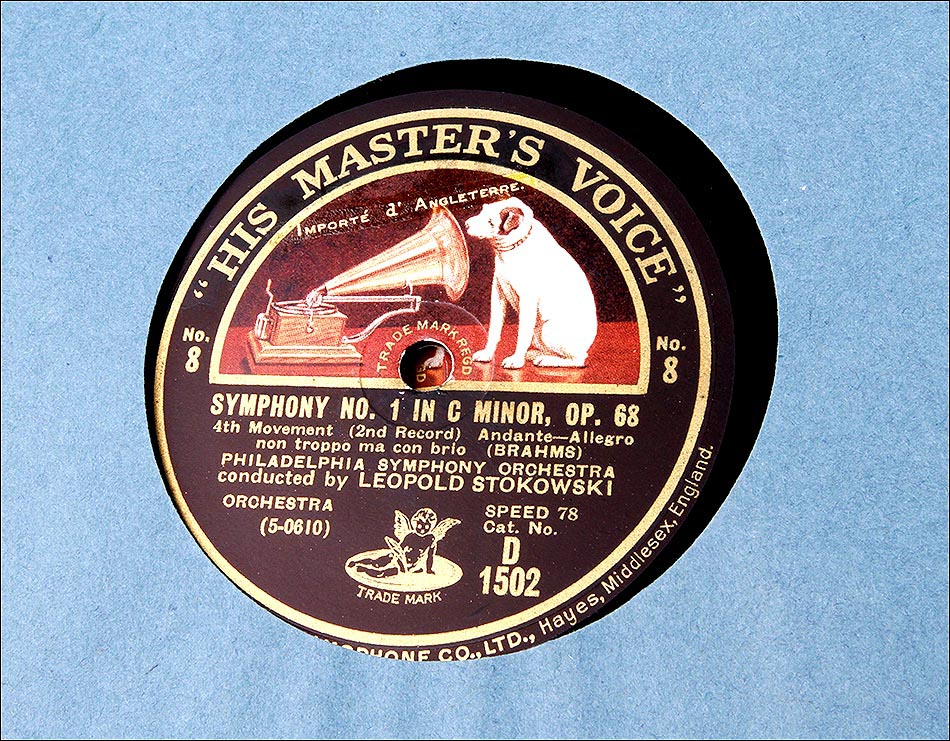 "HIS MASTER'S VOICE"
IMPORTÉ d' ANGLETERRE.
TRADE MARK REGD
GD
No. 8
No. 8
SYMPHONY NO. 1 IN C MINOR, OP. 68
4th Movement (2nd Record) Andante—Allegro
non troppo ma con brio (BRAHMS)
PHILADELPHIA SYMPHONY ORCHESTRA
conducted by LEOPOLD STOKOWSKI
ORCHESTRA
(5-0610)
SPEED 78
Cat. No.
D
1502
TRADE MARK
CO., LTD., Hayes, Middlesex, England.